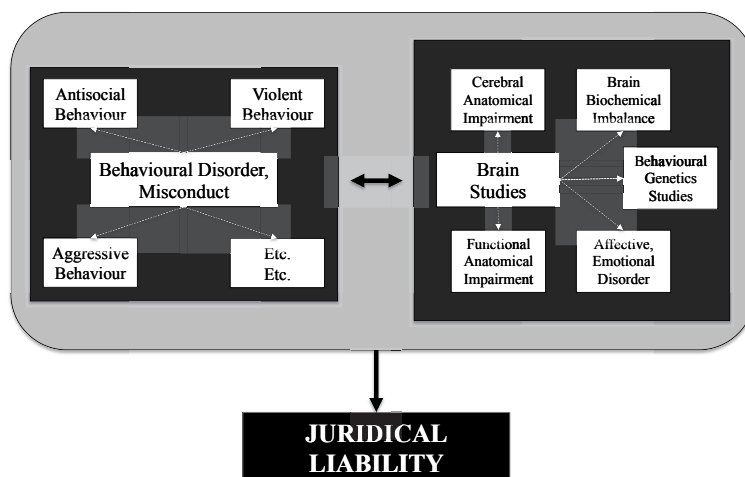 Antisocial
Behaviour
Violent
Behaviour
Behavioural Disorder,
Misconduct
Aggressive
Behaviour
Etc.
Etc.
Cerebral
Anatomical
Impairment
Brain
Biochemical
Imbalance
Brain
Studies
Behavioural
Genetics
Studies
Functional
Anatomical
Impairment
Affective,
Emotional
Disorder
JURIDICAL
LIABILITY